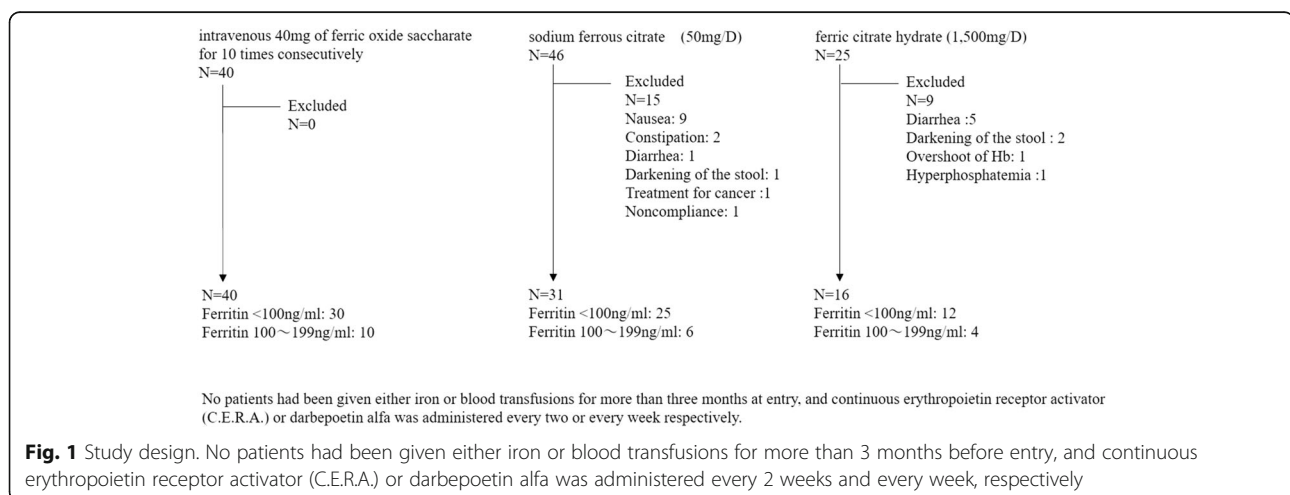 intravenous 40mg of ferric oxide saccharate
for 10 times consecutively
N=40
Excluded
N=0
N=40
Ferritin <100ng/ml: 30
Ferritin 100～199ng/ml: 10
sodium ferrous citrate (50mg/D)
N=46
Excluded
N=15
Nausea: 9
Constipation: 2
Diarrhea: 1
Darkening of the stool: 1
Treatment for cancer :1
Noncompliance: 1
N=31
Ferritin <100ng/ml: 25
Ferritin 100～199ng/ml: 6
ferric citrate hydrate (1,500mg/D)
N=25
Excluded
N=9
Diarrhea :5
Darkening of the stool : 2
Overshoot of Hb: 1
Hyperphosphatemia :1
N=16
Ferritin <100ng/ml: 12
Ferritin 100～199ng/ml: 4
No patients had been given either iron or blood transfusions for more than three months at entry, and continuous erythropoietin receptor activator
(C.E.R.A.) or darbepoetin alfa was administered every two or every week respectively.
Fig. 1 Study design. No patients had been given either iron or blood transfusions for more than 3 months before entry, and continuous
erythropoietin receptor activator (C.E.R.A.) or darbepoetin alfa was administered every 2 weeks and every week, respectively